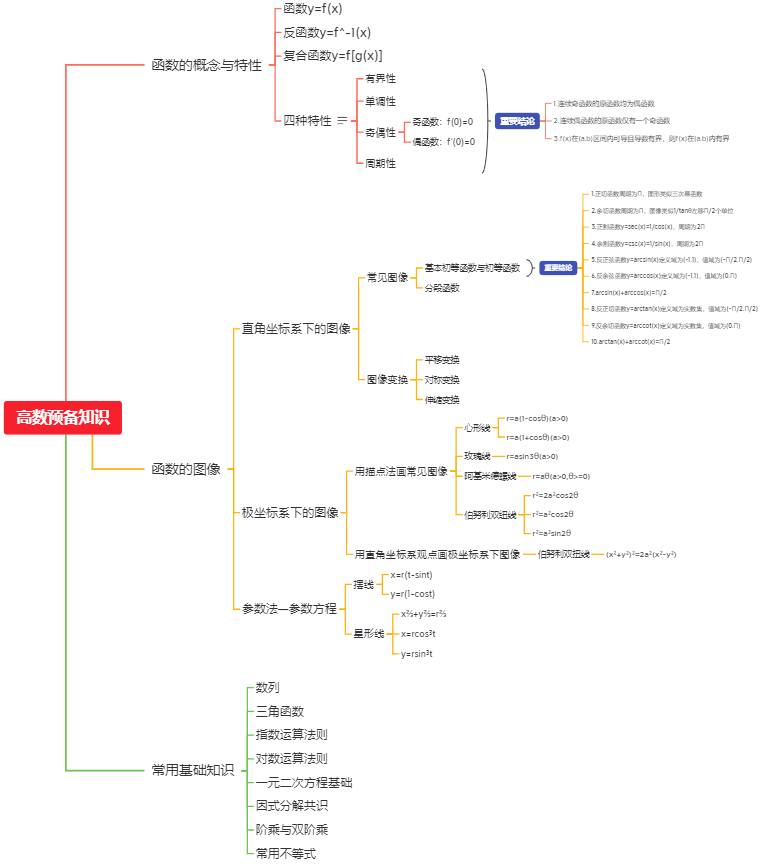 高数预备知识
函数的概念与特性
函数y=f(x)
反函数y=f^-1(x)
复合函数y=f[g(x)]
四种特性
有界性
单调性
奇偶性
奇函数：f(0)=0
偶函数：f'(0)=0
周期性
重要结论
1.连续奇函数的原函数均为偶函数
2.连续偶函数的原函数仅有一个奇函数
3.f(x)在(a.b)区间内可导且导数有界，则f(x)在(a.b)内有界
函数的图像
直角坐标系下的图像
常见图像
基本初等函数与初等函数
重要结论
1.正切函数周期为Π，图形类似三次幂函数
2.余切函数周期为Π，图像类似1/tanθ左移Π/2个单位
3.正割函数y=sec(x)=1/cos(x)，周期为2Π
4.余割函数y=csc(x)=1/sin(x)，周期为2Π
5.反正弦函数y=arcsin(x)定义域为(-1.1)，值域为(-Π/2.Π/2)
6.反余弦函数y=arccos(x)定义域为(-1.1)，值域为(0.Π)
7.arcsin(x)+arccos(x)=Π/2
8.反正切函数y=arctan(x)定义域为实数集，值域为(-Π/2.Π/2)
9.反余切函数y=arccot(x)定义域为实数集，值域为(0.Π)
10.arctan(x)+arccot(x)=Π/2
分段函数
图像变换
平移变换
对称变换
伸缩变换
极坐标系下的图像
用描点法画常见图像
心形线
r=a(1-cosθ)(a>0)
r=a(1+cosθ)(a>0)
玫瑰线
r=asin3θ(a>0)
阿基米德螺线
r=aθ(a>0,θ>=0)
伯努利双纽线
r²=2a²cos2θ
r²=a²cos2θ
r²=a²sin2θ
用直角坐标系观点画极坐标系下图像
伯努利双扭线
(x²+y²)²=2a²(x²-y²)
参数法—参数方程
摆线
x=r(t-sint)
y=r(1-cost)
星形线
x⅔+y⅔=r⅔
x=rcos³t
y=rsin³t
常用基础知识
数列
三角函数
指数运算法则
对数运算法则
一元二次方程基础
因式分解共识
阶乘与双阶乘
常用不等式